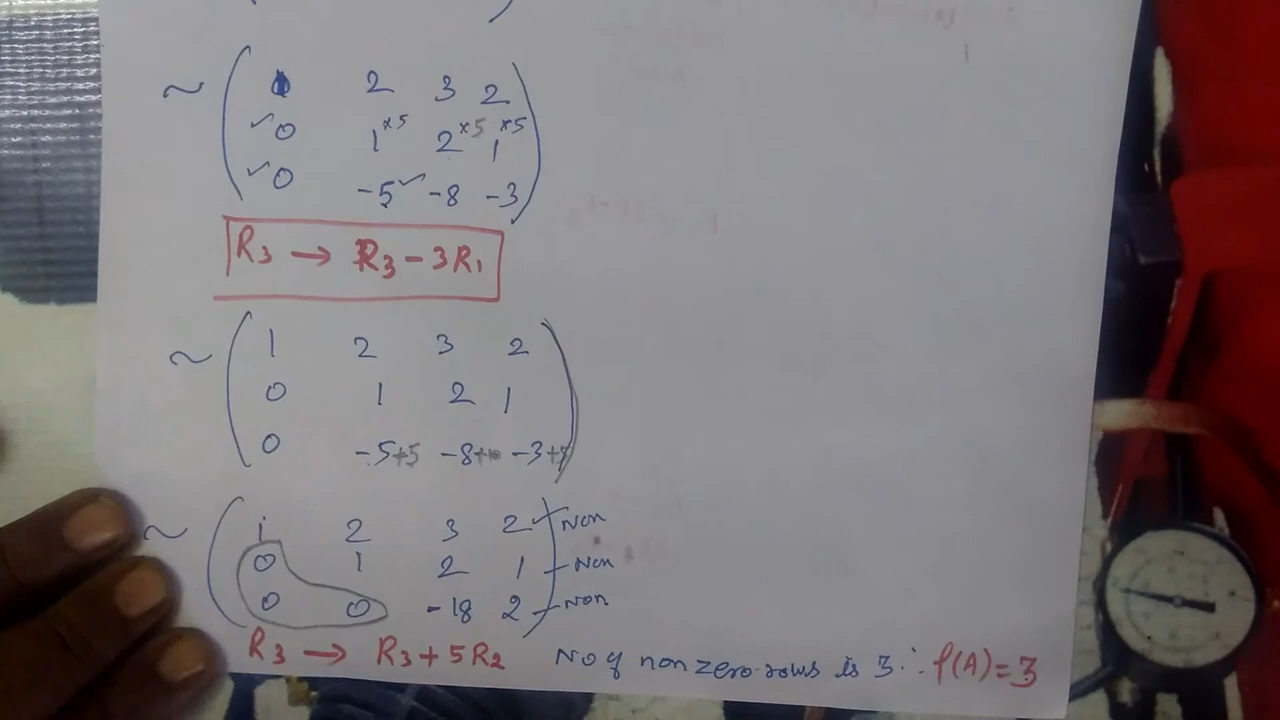 ~ 1 2 3 2
✓0 1×5 2×5 1×5
✓0 -5✓ -8 -3
R3 → R3 - 3R1
~ 1 2 3 2
0 1 2 1
0 -5+5 -8+10 -3+5
~ 1 2 3 2 Non
0 1 2 1 Non
0 0 -18 2 Non
R3 → R3 + 5R2 No of non zero rows is 3 ∴ ρ(A) = 3